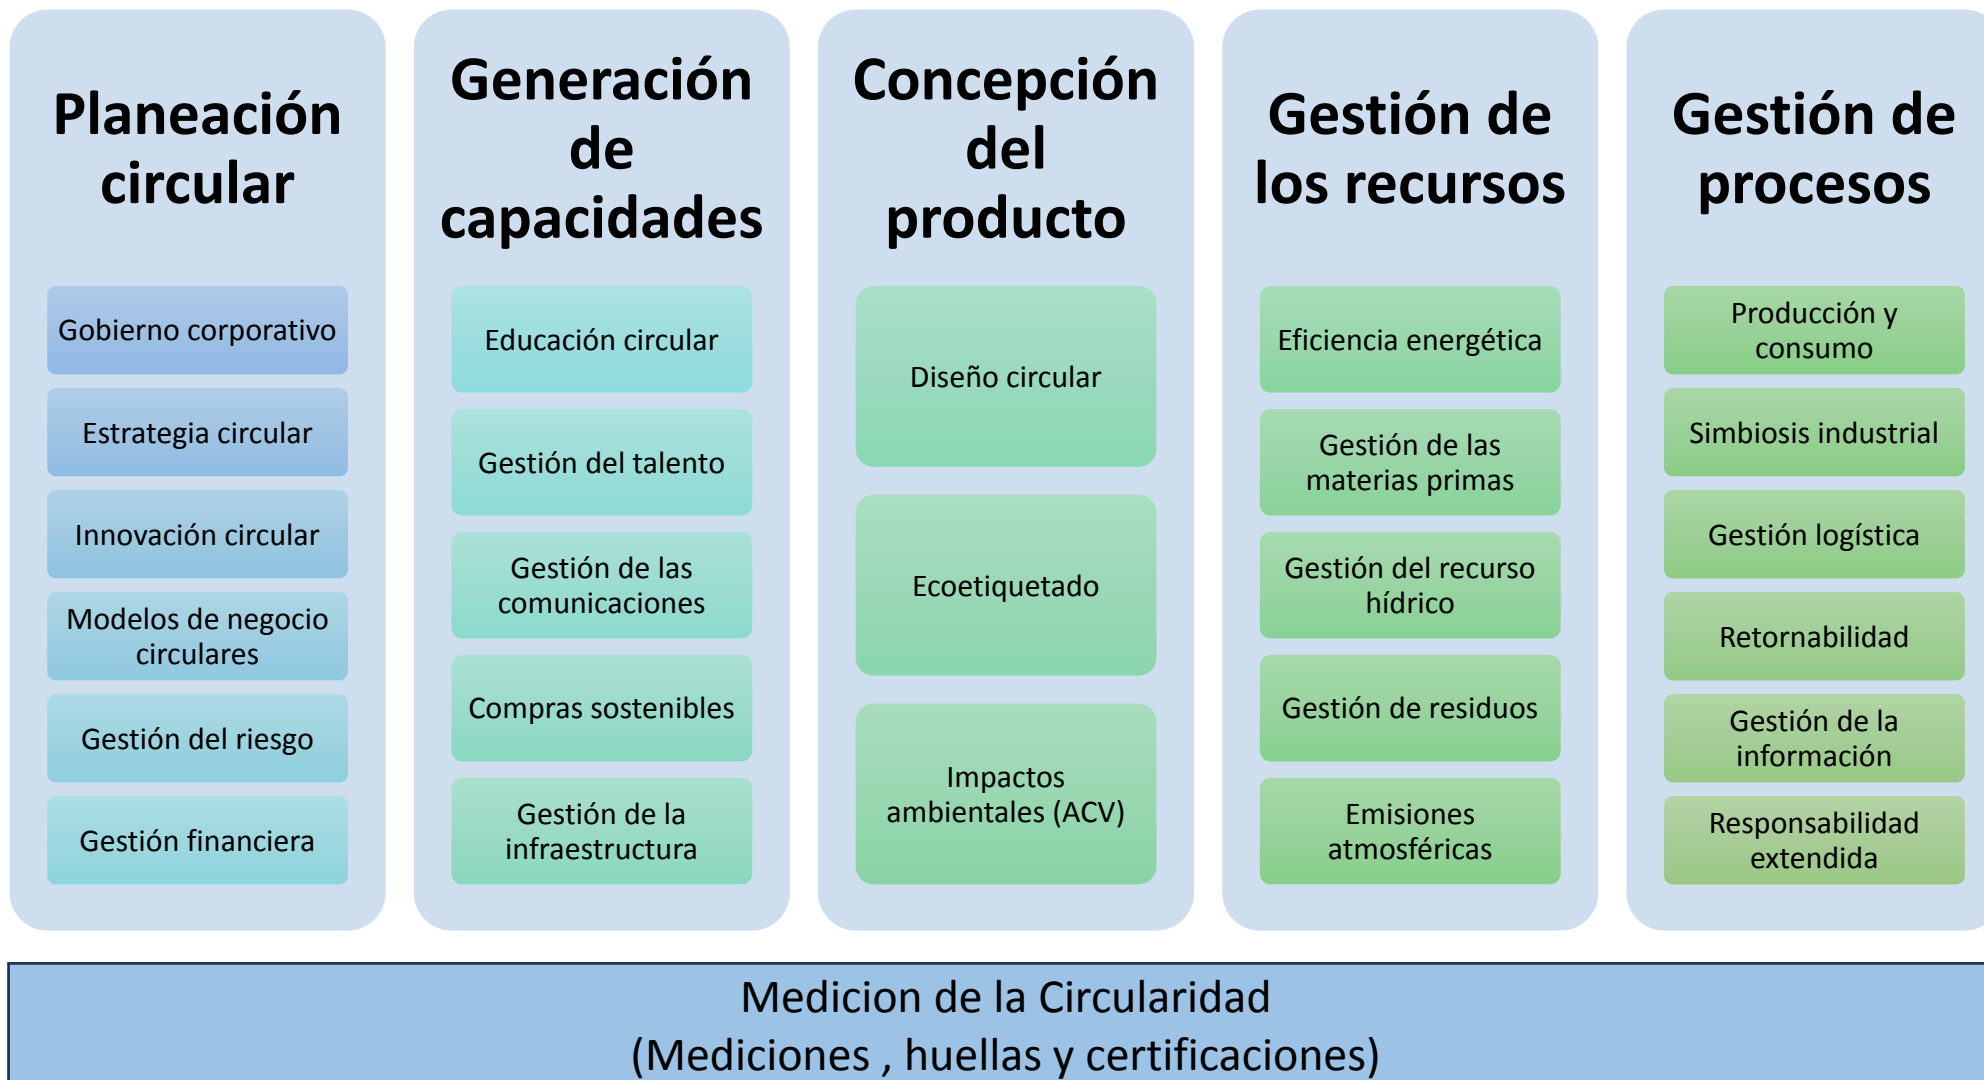 Planeación
circular
Gobierno corporativo
Estrategia circular
Innovación circular
Modelos de negocio
circulares
Gestión del riesgo
Gestión financiera
Generación
de
capacidades
Educación circular
Gestión del talento
Gestión de las
comunicaciones
Compras sostenibles
Gestión de la
infraestructura
Concepción
del
producto
Diseño circular
Ecoetiquetado
Impactos
ambientales (ACV)
Gestión de
los recursos
Eficiencia energética
Gestión de las
materias primas
Gestión del recurso
hídrico
Gestión de residuos
Emisiones
atmosféricas
Gestión de
procesos
Producción y
consumo
Simbiosis industrial
Gestión logística
Retornabilidad
Gestión de la
información
Responsabilidad
extendida
Medicion de la Circularidad
(Mediciones , huellas y certificaciones)